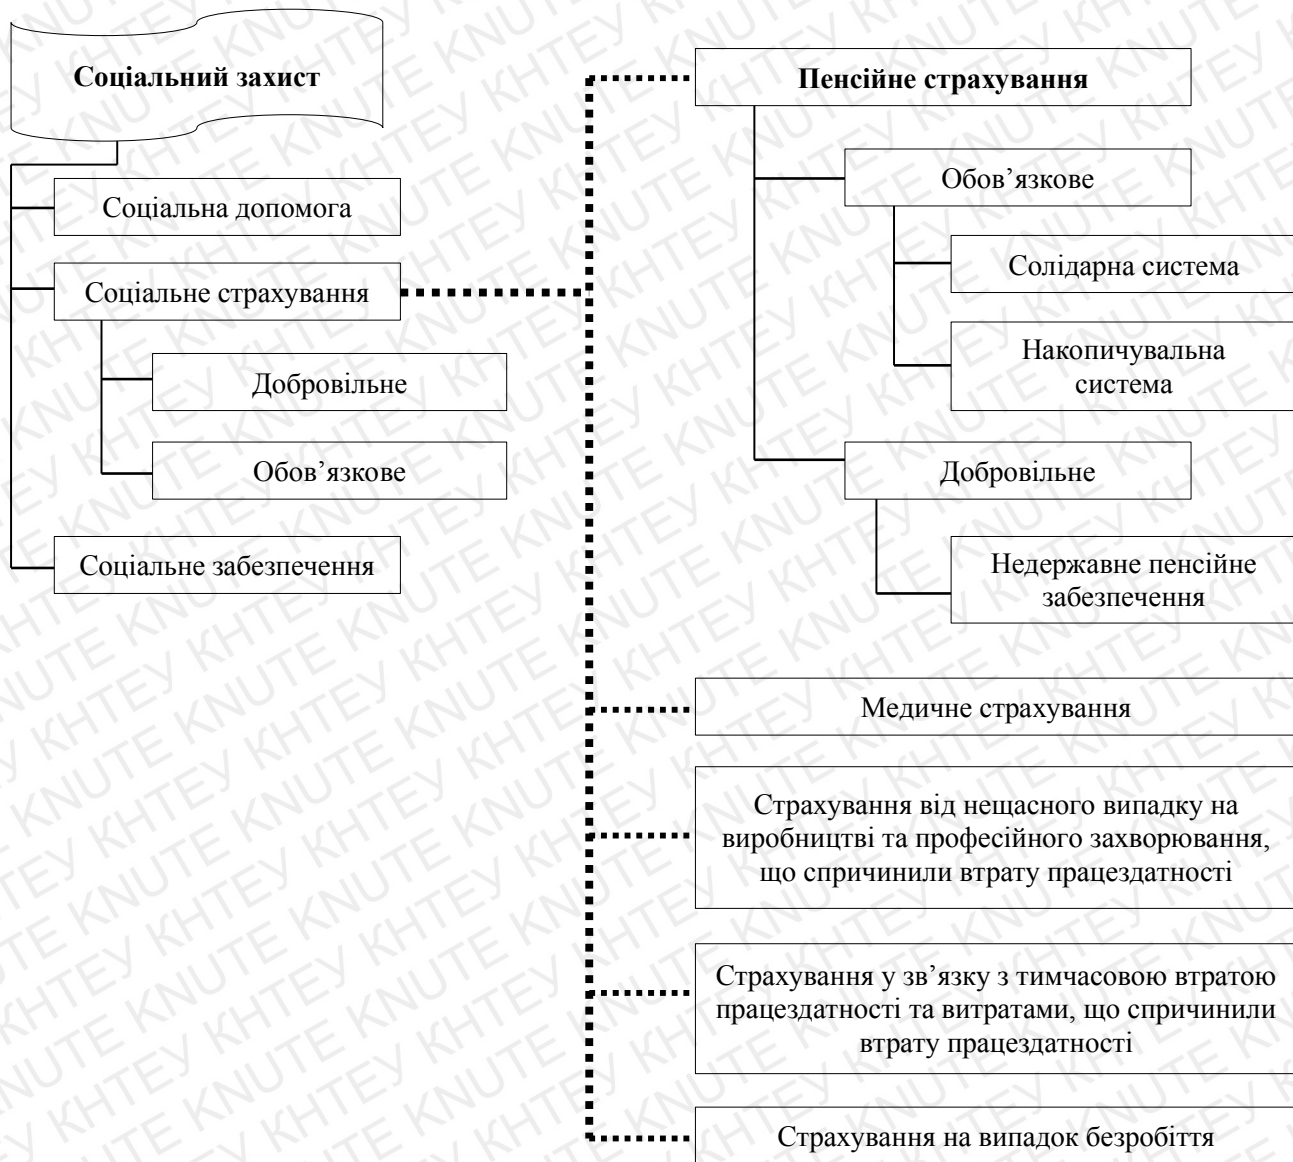 Соціальний захист
Соціальна допомога
Соціальне страхування
Добровільне
Обов’язкове
Соціальне забезпечення
Пенсійне страхування
Обов’язкове
Солідарна система
Накопичувальна
система
Добровільне
Недержавне пенсійне
забезпечення
Медичне страхування
Страхування від нещасного випадку на
виробництві та професійного захворювання,
що спричинили втрату працездатності
Страхування у зв’язку з тимчасовою втратою
працездатності та витратами, що спричинили
втрату працездатності
Страхування на випадок безробіття